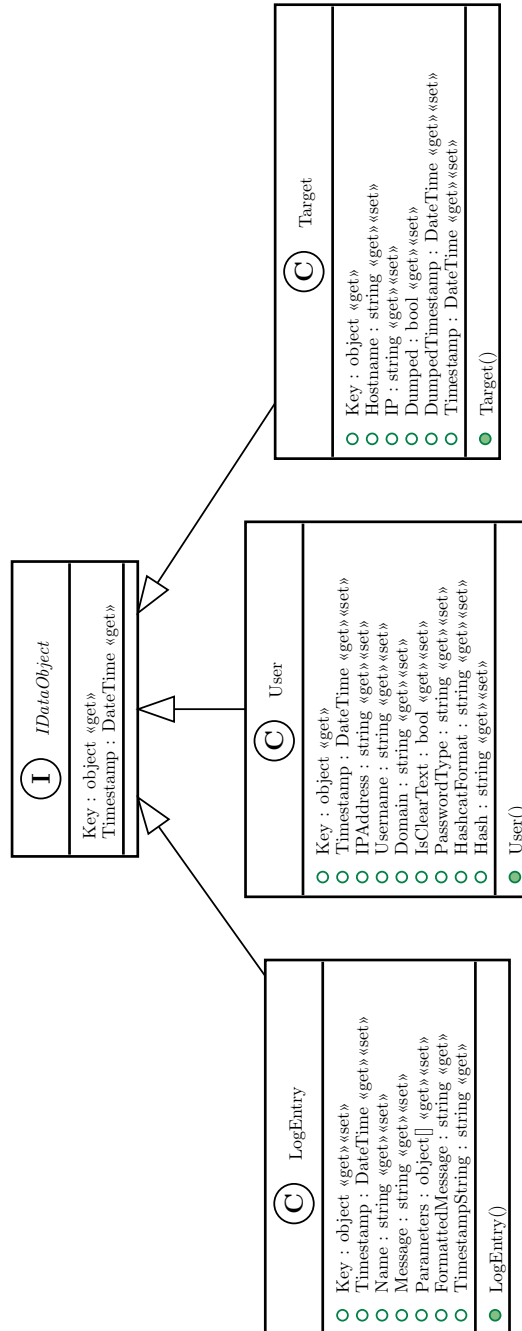 I IDataObject
Key : object «get»
Timestamp : DateTime «get»
C LogEntry
Key : object «get» «set»
Timestamp : DateTime «get» «set»
Name : string «get» «set»
Message : string «get» «set»
Parameters : object[] «get» «set»
FormattedMessage : string «get»
TimestampString : string «get»
LogEntry()
C User
Key : object «get»
Timestamp : DateTime «get» «set»
IPAddress : string «get» «set»
Username : string «get» «set»
Domain : string «get» «set»
IsClearText : bool «get» «set»
PasswordType : string «get» «set»
HashcatFormat : string «get» «set»
Hash : string «get» «set»
User()
C Target
Key : object «get»
Hostname : string «get» «set»
IP : string «get» «set»
Dumped : bool «get» «set»
DumpedTimestamp : DateTime «get» «set»
Timestamp : DateTime «get» «set»
Target()